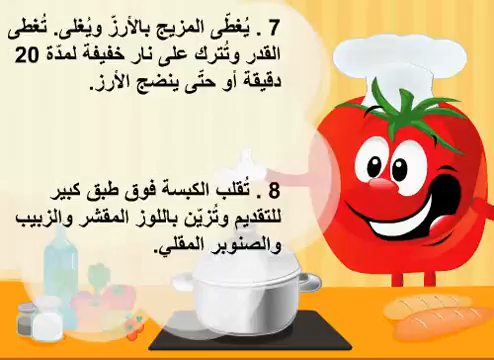 7 . يُغطّى المزيج بالأرزّ ويُغلى. تُغطى
القدر وتُترك على نار خفيفة لمدّة 20
دقيقة أو حتّى ينضج الأرز.
8 . تُقلب الكبسة فوق طبق كبير
للتقديم وتُزيّن باللوز المقشر والزبيب
والصنوبر المقلي.